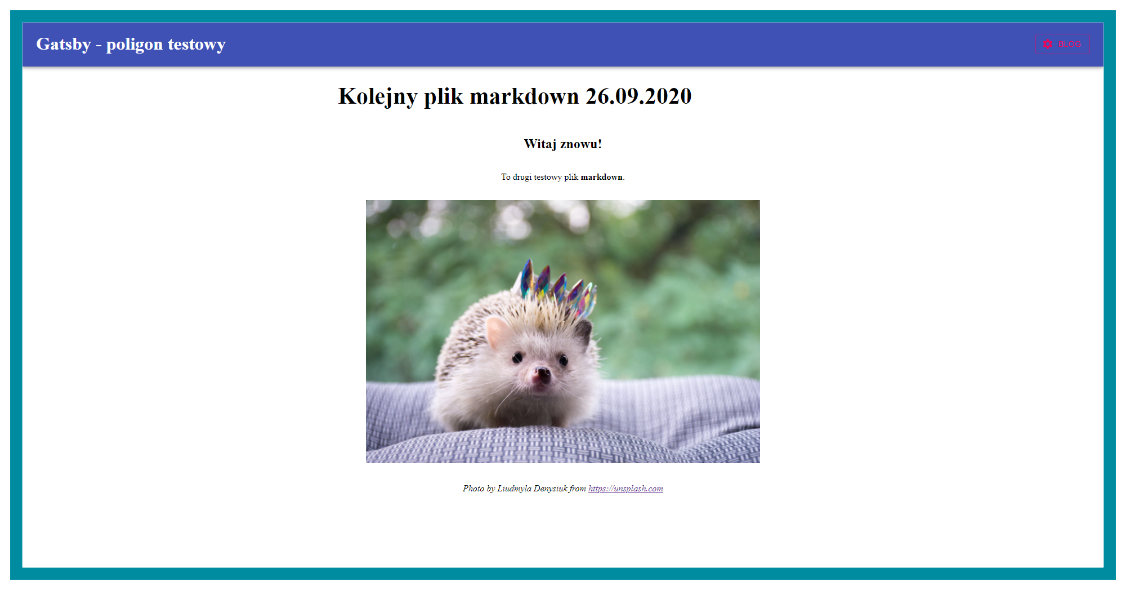 Gatsby - poligon testowy
Kolejny plik markdown 26.09.2020
Witaj znowu!
To drugi testowy plik markdown.
Photo by Liudmyla Denysiuk from https://unsplash.com